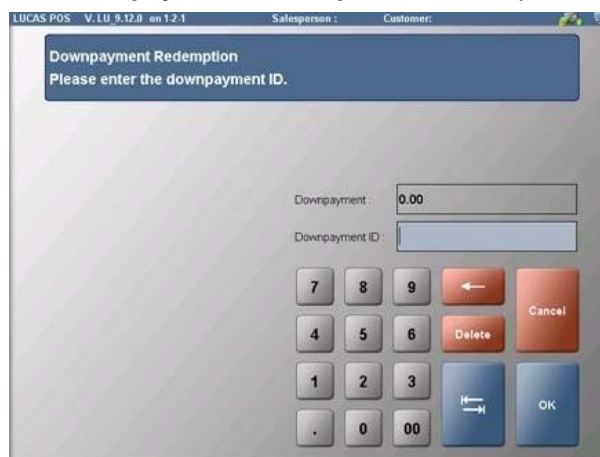 LUCAS POS V. LU_9.12.0 on 1-2-1 Salesperson : Customer:
Downpayment Redemption
Please enter the downpayment ID.
Downpayment : 0.00
Downpayment ID :
7 8 9
Cancel
4 5 6 Delete
1 2 3
OK
. 0 00